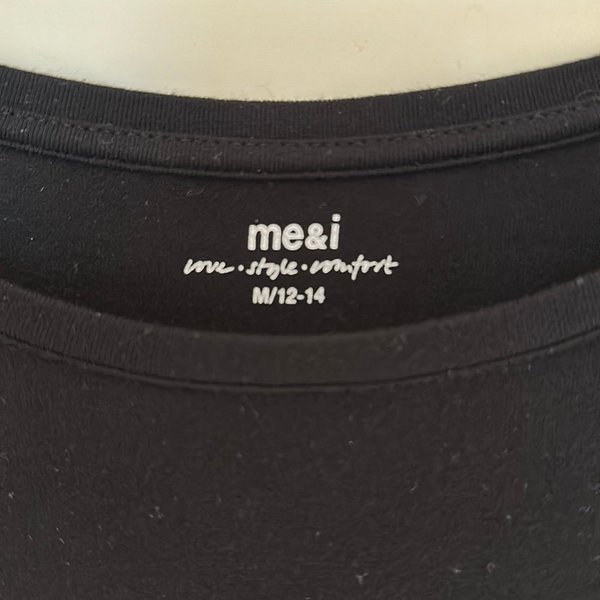 me&i
love · style · comfort
M/12-14